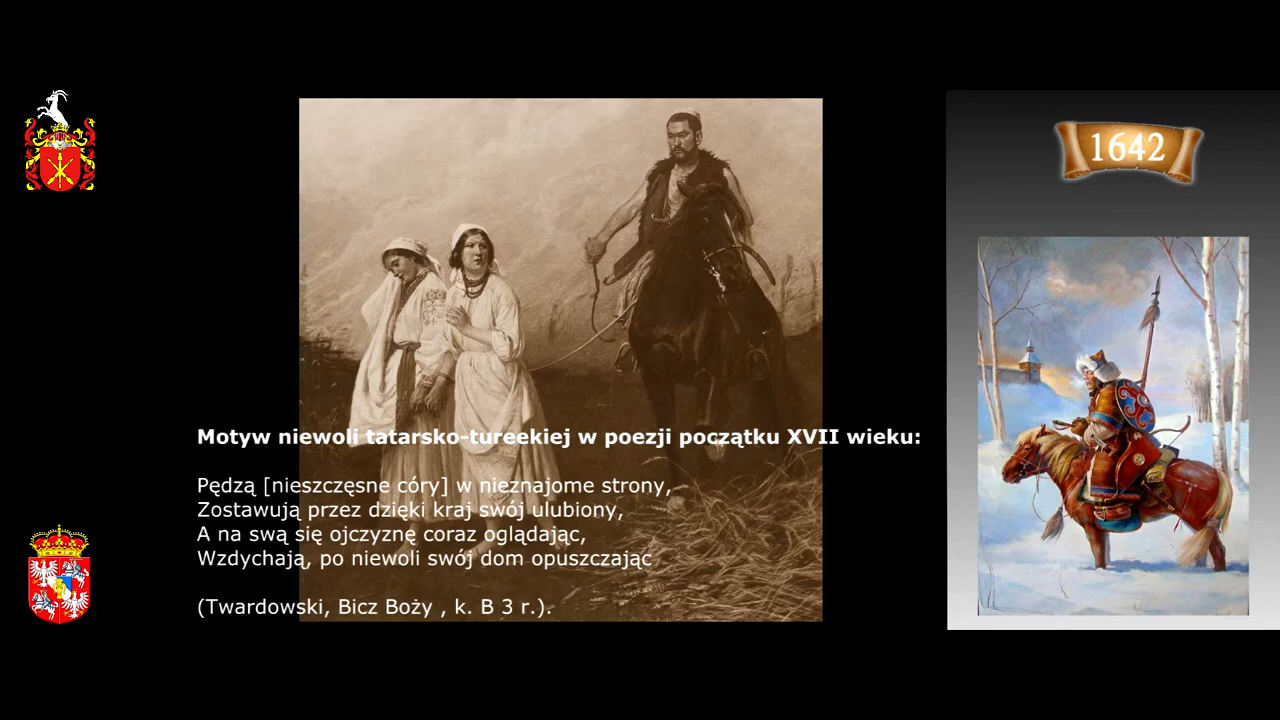 1642
Motyw niewoli tatarsko-tureekiej w poezji początku XVII wieku:
Pędzą [nieszczęsne córy] w nieznajome strony,
Zostawują przez dzięki kraj swój ulubiony,
A na swą się ojczyznę coraz oglądając,
Wzdychają, po niewoli swój dom opuszczając
(Twardowski, Bicz Boży , k. B 3 r.).